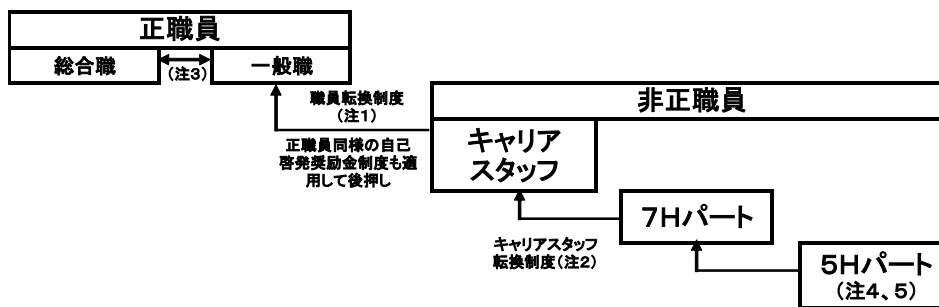 正職員
総合職
(注3)
一般職
職員転換制度
(注1)
正職員同様の自己
啓発奨励金制度も適
用して後押し
非正職員
キャリア
スタッフ
7Hパート
キャリアスタッフ
転換制度(注2)
5Hパート
(注4、5)